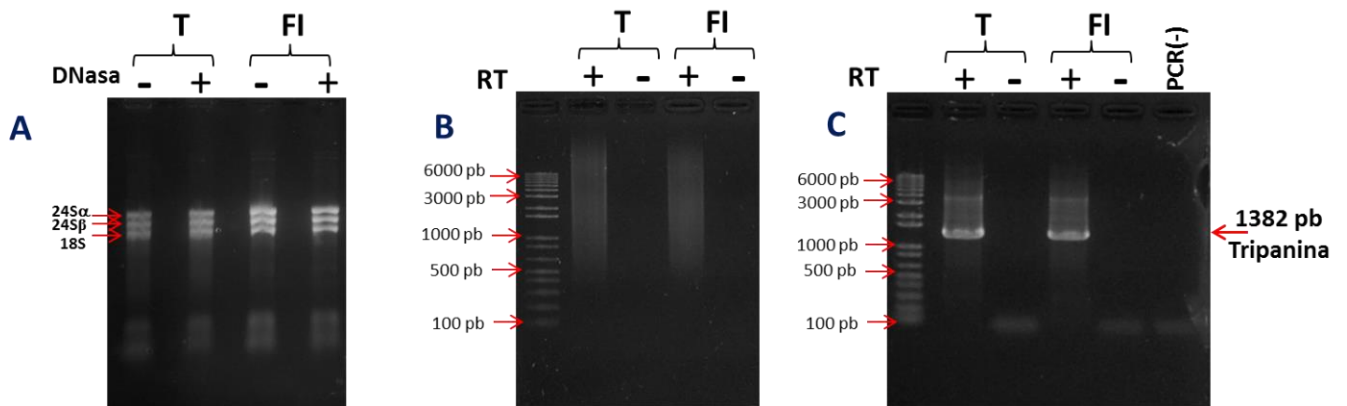 T FI
DNasa - + - +
A
24Sα
24Sβ
18S
T FI
RT + - + -
B
6000 pb
3000 pb
1000 pb
500 pb
100 pb
T FI PCR(-)
RT + - + -
C
6000 pb
3000 pb
1000 pb
500 pb
100 pb
1382 pb
Tripanina